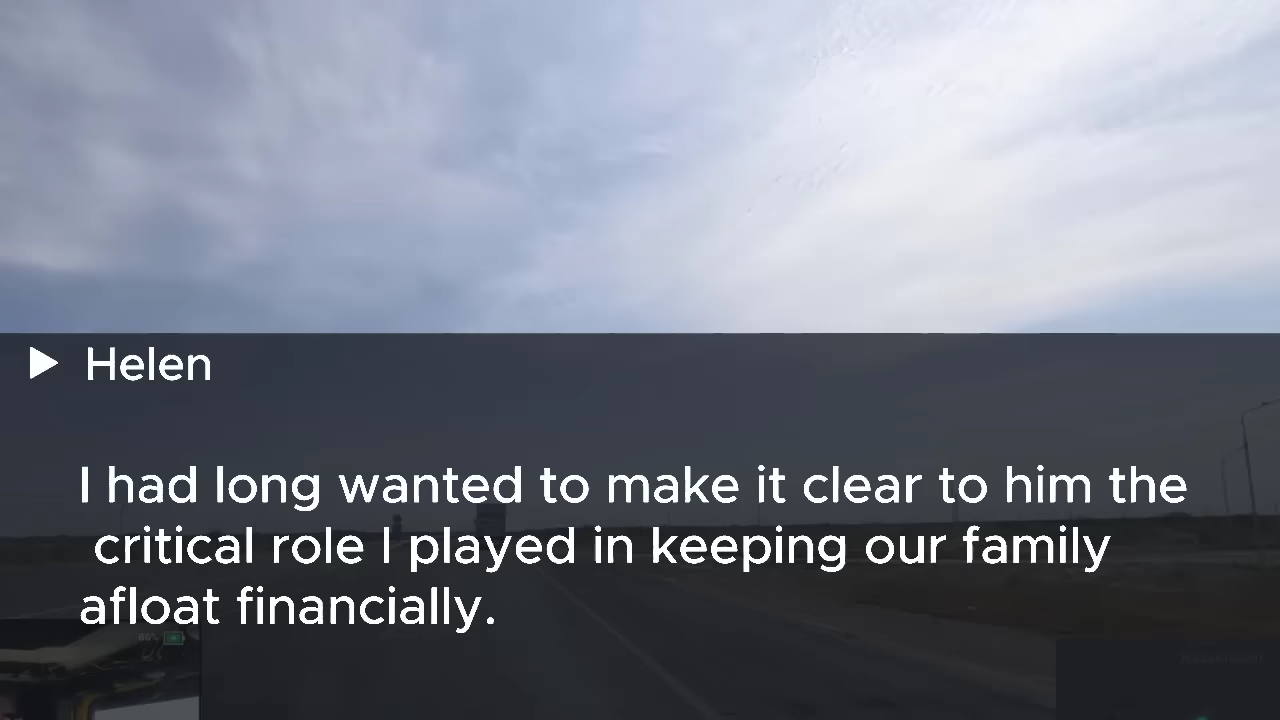 Helen
I had long wanted to make it clear to him the
critical role I played in keeping our family
afloat financially.
86%